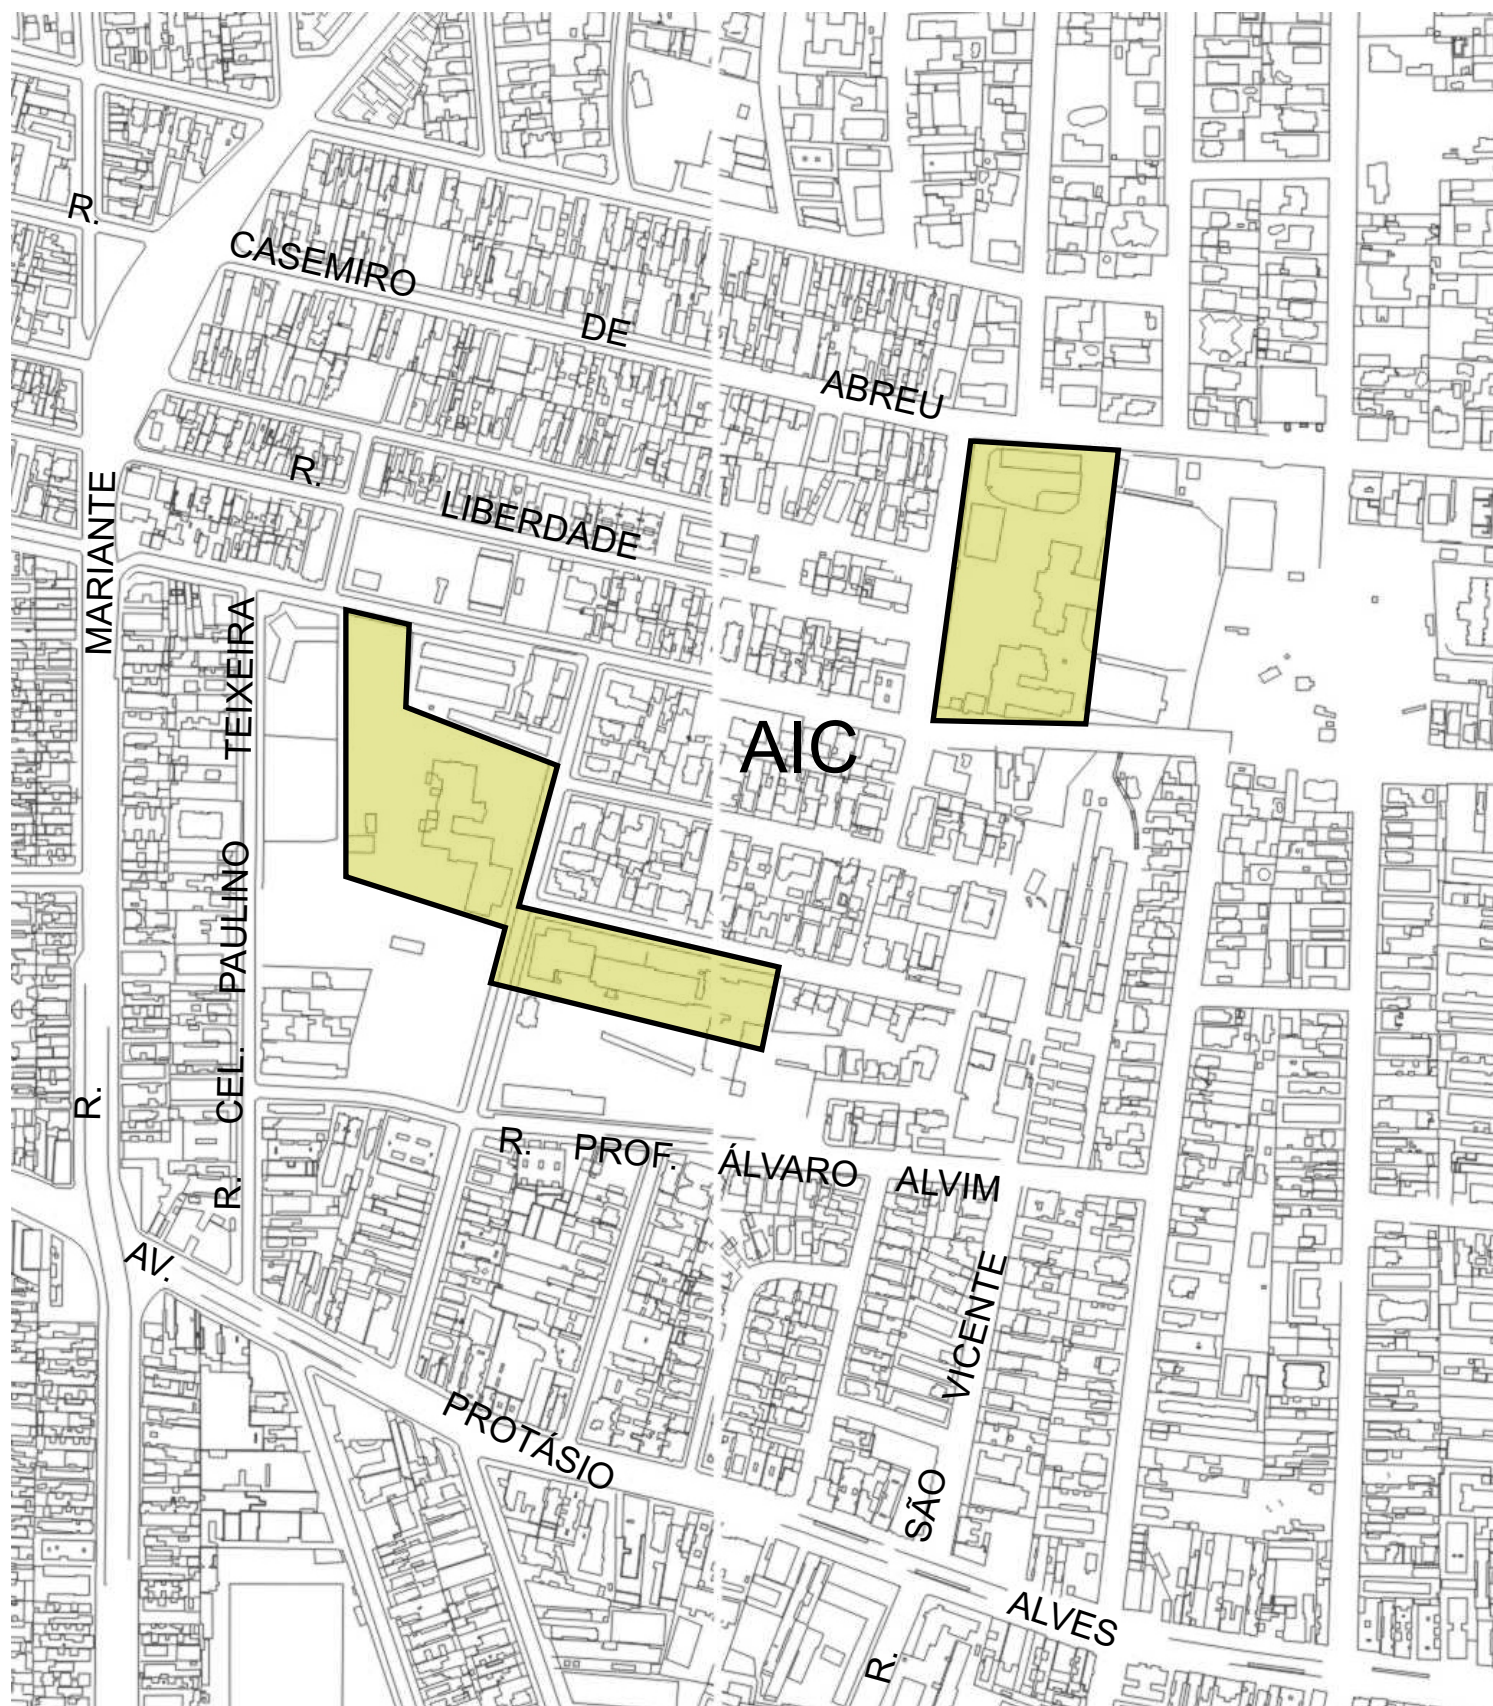 R. CASEMIRO DE ABREU
R. LIBERDADE
R. MARIANTE
R. CEL. PAULINO TEIXEIRA
AIC
R. PROF. ÁLVARO ALVIM
R. SÃO VICENTE
AV. PROTÁSIO ALVES